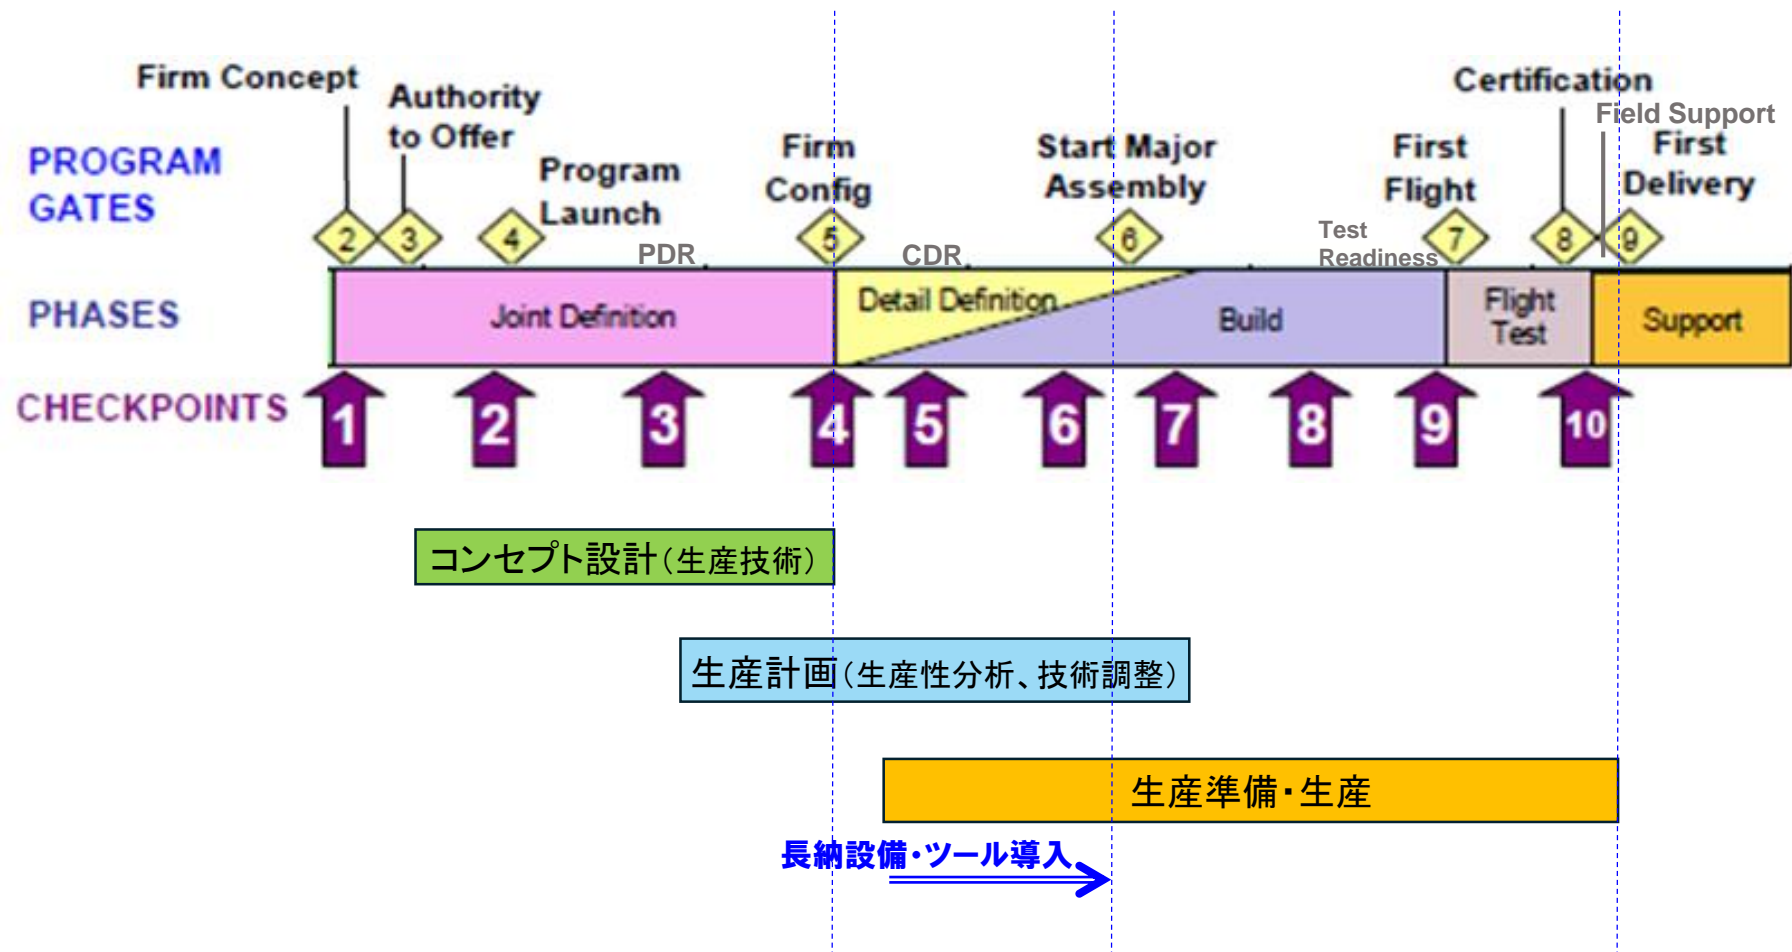 Firm Concept
Authority
to Offer
Program
Launch
Firm
Config
Start Major
Assembly
First
Flight
Certification
Field Support
First
Delivery
PROGRAM
GATES
2
3
4
5
6
7
8
9
PDR
CDR
Test
Readiness
PHASES
Joint Definition
Detail Definition
Build
Flight
Test
Support
CHECKPOINTS
1
2
3
4
5
6
7
8
9
10
コンセプト設計(生産技術)
生産計画(生産性分析、技術調整)
生産準備・生産
長納設備・ツール導入